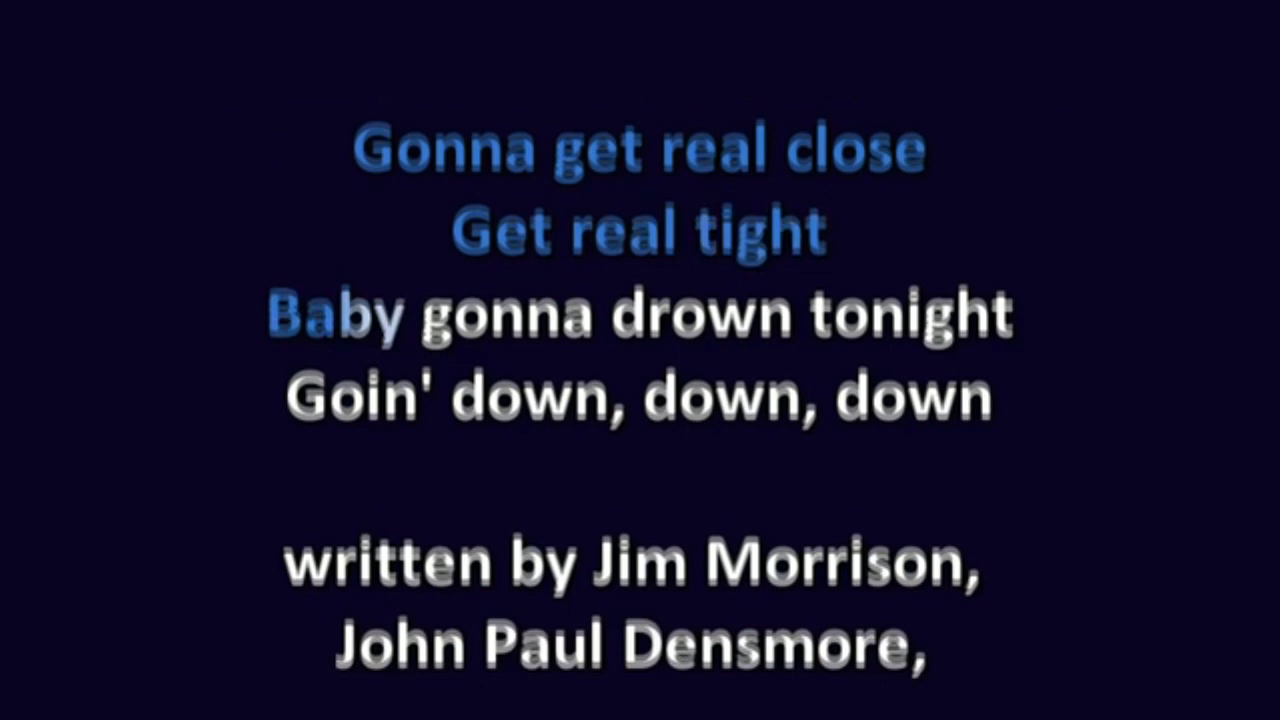 Gonna get real close
Get real tight
Baby gonna drown tonight
Goin' down, down, down
written by Jim Morrison,
John Paul Densmore,